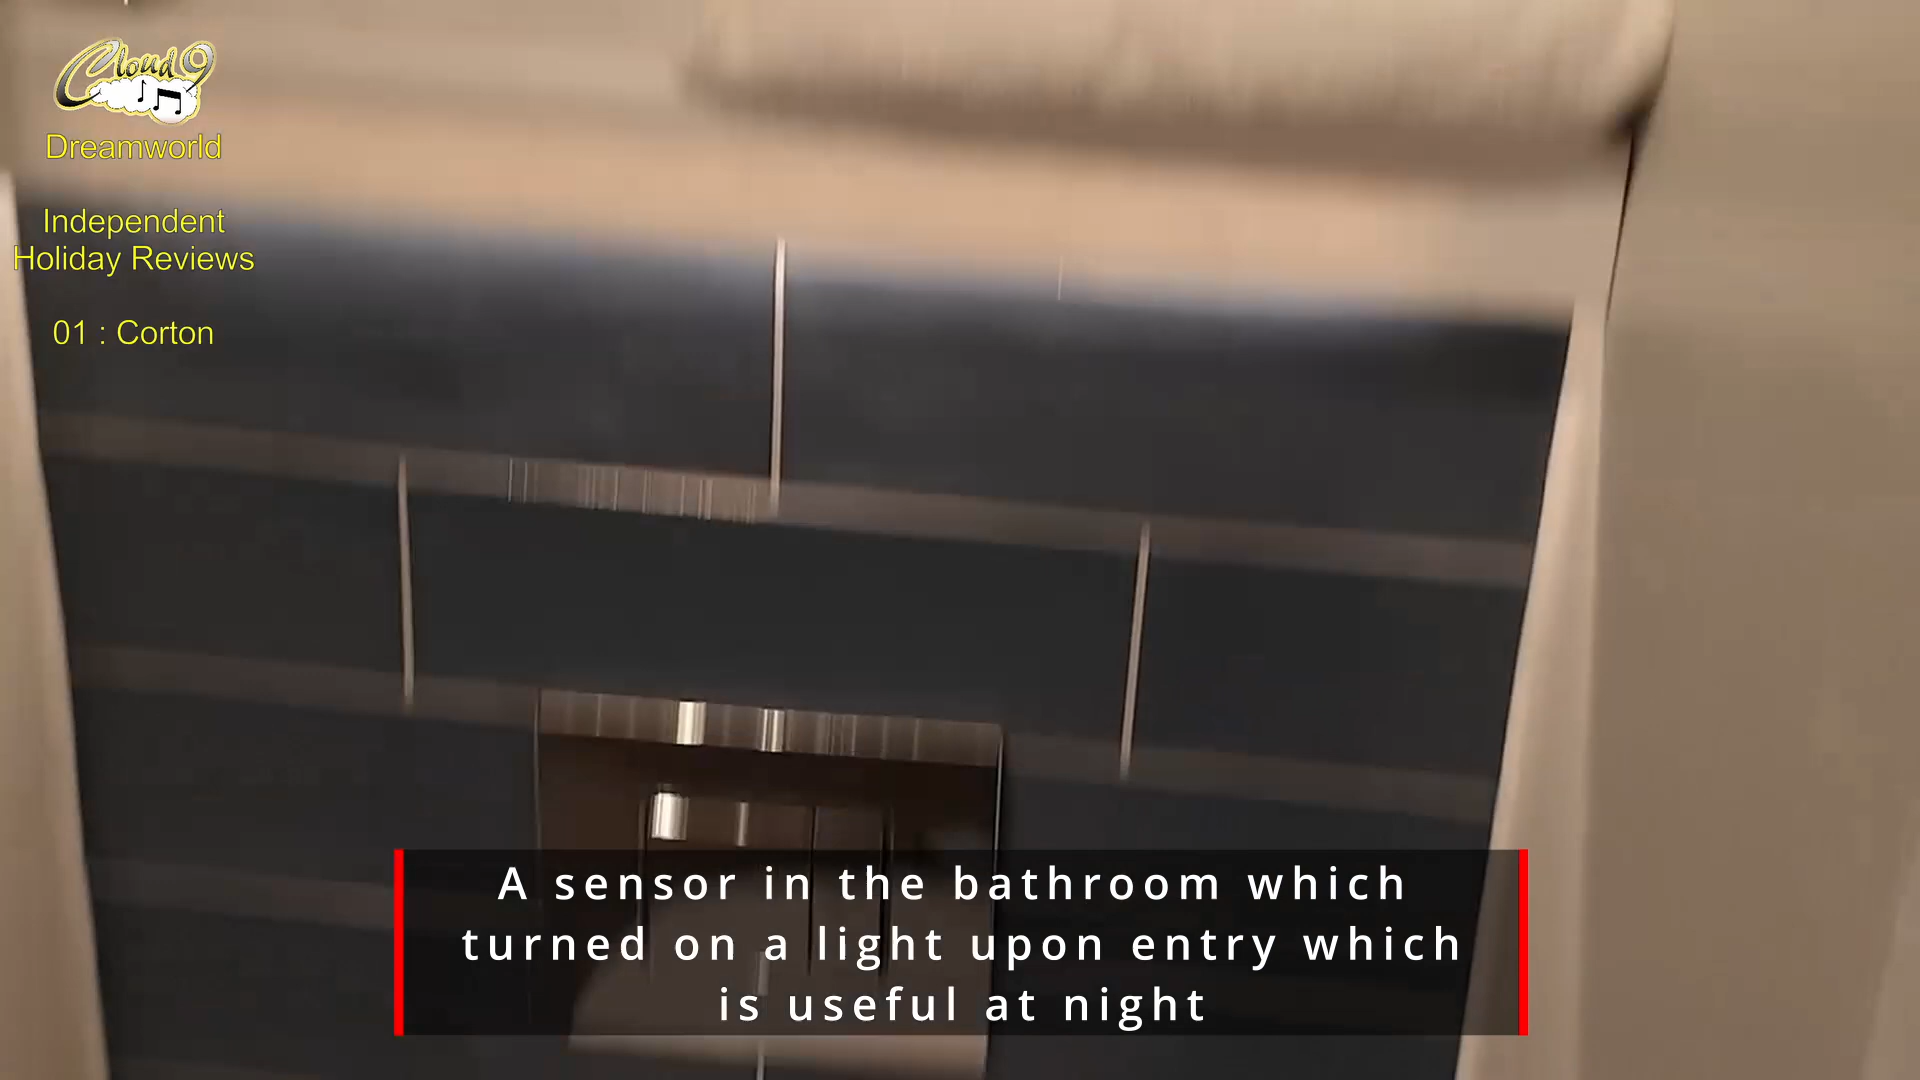 Cloud 9
Dreamworld
Independent
Holiday Reviews
01 : Corton
A sensor in the bathroom which
turned on a light upon entry which
is useful at night